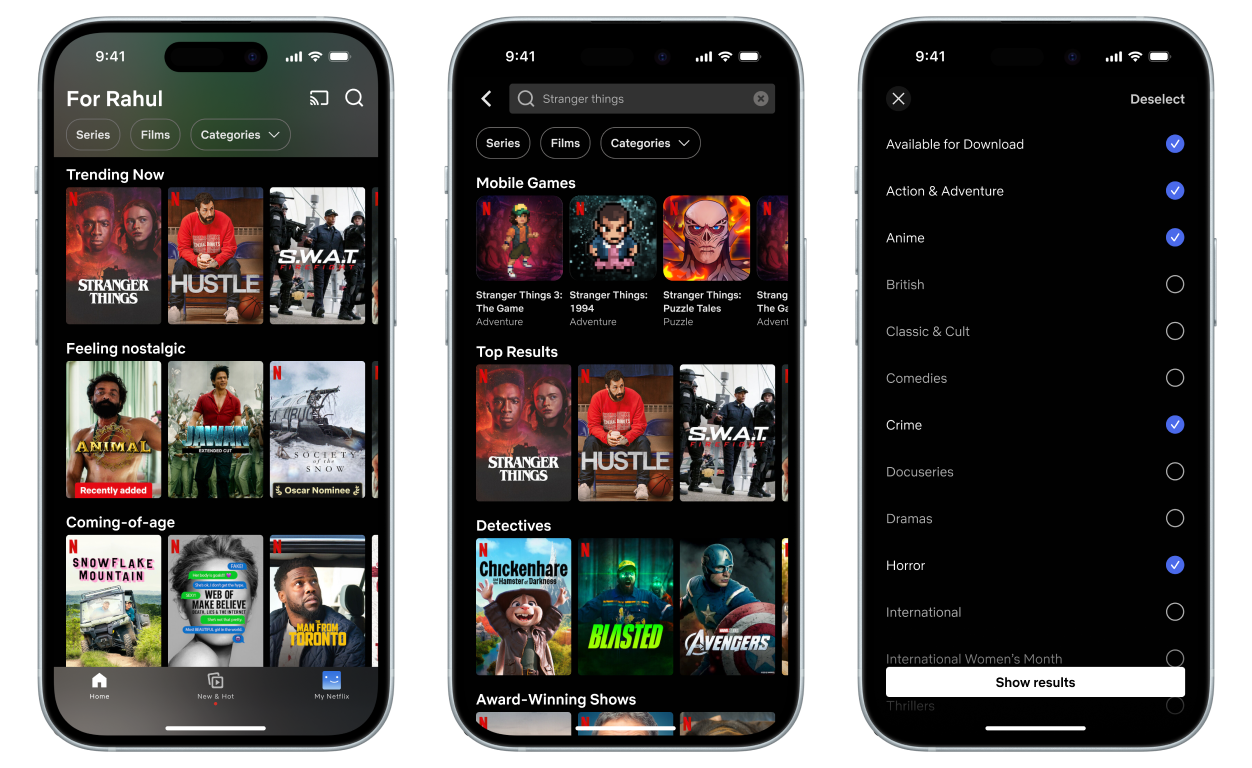 9:41
For Rahul
Series Films Categories
Trending Now
N
STRANGER
THINGS
N
HUSTLE
S.W.A.T.
FIREFIGHT
Feeling nostalgic
ANIMAL
Recently added
JAWAN
EXTENDED CUT
N
SOCIETY
of the
SNOW
Oscar Nominee
Coming-of-age
N
SNOWFLAKE
MOUNTAIN
N
FAKE!
WEB OF
MAKE BELIEVE
DEATH, LIES & THE INTERNET
N
THE
MAN FROM
TORONTO
Home
New & Hot
My Netflix
9:41
Stranger things
Series Films Categories
Mobile Games
N
Stranger Things 3:
The Game
Adventure
N
Stranger Things:
1994
Adventure
N
Stranger Things:
Puzzle Tales
Puzzle
N
Strang
The Ga
Advent
Top Results
N
STRANGER
THINGS
N
HUSTLE
S.W.A.T.
FIREFIGHT
Detectives
N
Chickenhare
and the Hamster of Darkness
N
BLASTED
AVENGERS
Award-Winning Shows
N
N
N
9:41
Deselect
Available for Download
Action & Adventure
Anime
British
Classic & Cult
Comedies
Crime
Docuseries
Dramas
Horror
International
International Women's Month
Show results
Thrillers